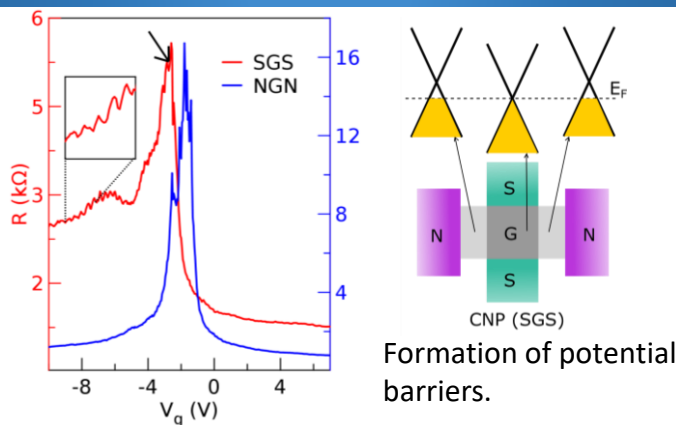 6
5
3
2
R (kΩ)
SGS
NGN
16
12
8
4
-8
-4
0
4
V_g (V)
E_F
S
N
G
N
S
CNP (SGS)
Formation of potential
barriers.